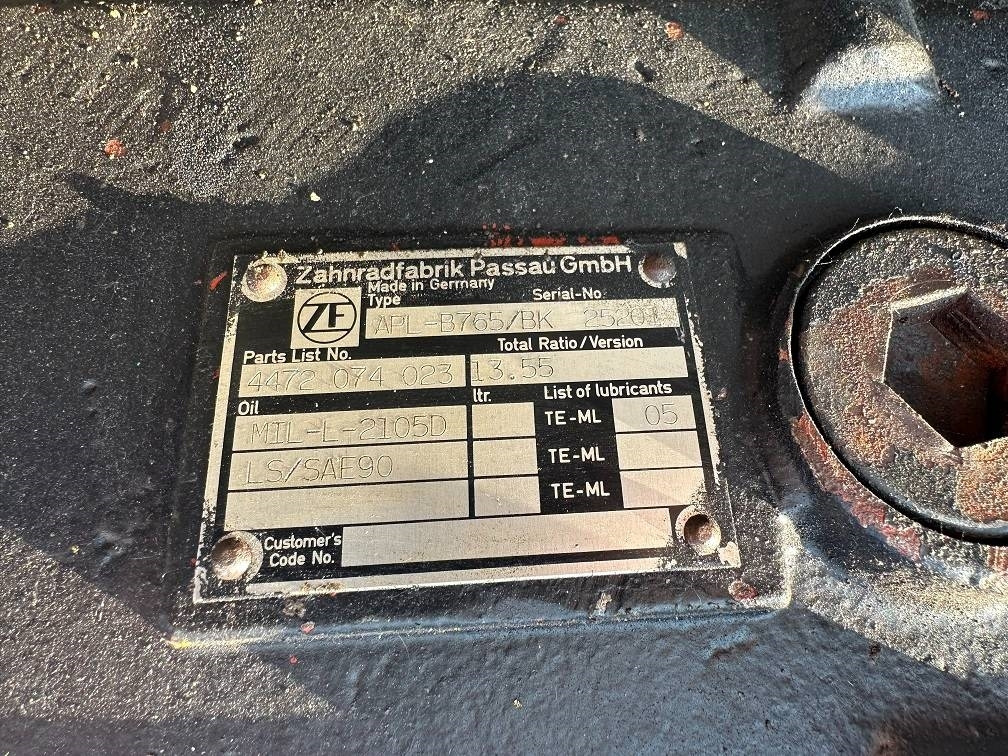 Zahnradfabrik Passau GmbH
ZF
Made in Germany
Type Serial-No.
APL-B765/BK
Parts List No. Total Ratio/Version
4472 074 023 13.55
Oil ltr. List of lubricants
MIL-L-2105D TE-ML 05
LS/SAE90 TE-ML
TE-ML
Customer's
Code No.